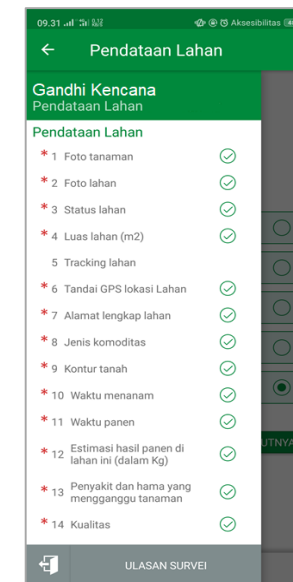 09.31
Aksesibilitas
Pendataan Lahan
Gandhi Kencana
Pendataan Lahan
Pendataan Lahan
* 1 Foto tanaman
* 2 Foto lahan
* 3 Status lahan
* 4 Luas lahan (m2)
5 Tracking lahan
* 6 Tandai GPS lokasi Lahan
* 7 Alamat lengkap lahan
* 8 Jenis komoditas
* 9 Kontur tanah
* 10 Waktu menanam
* 11 Waktu panen
* 12 Estimasi hasil panen di
lahan ini (dalam Kg)
* 13 Penyakit dan hama yang
mengganggu tanaman
* 14 Kualitas
UTNYA
ULASAN SURVEI